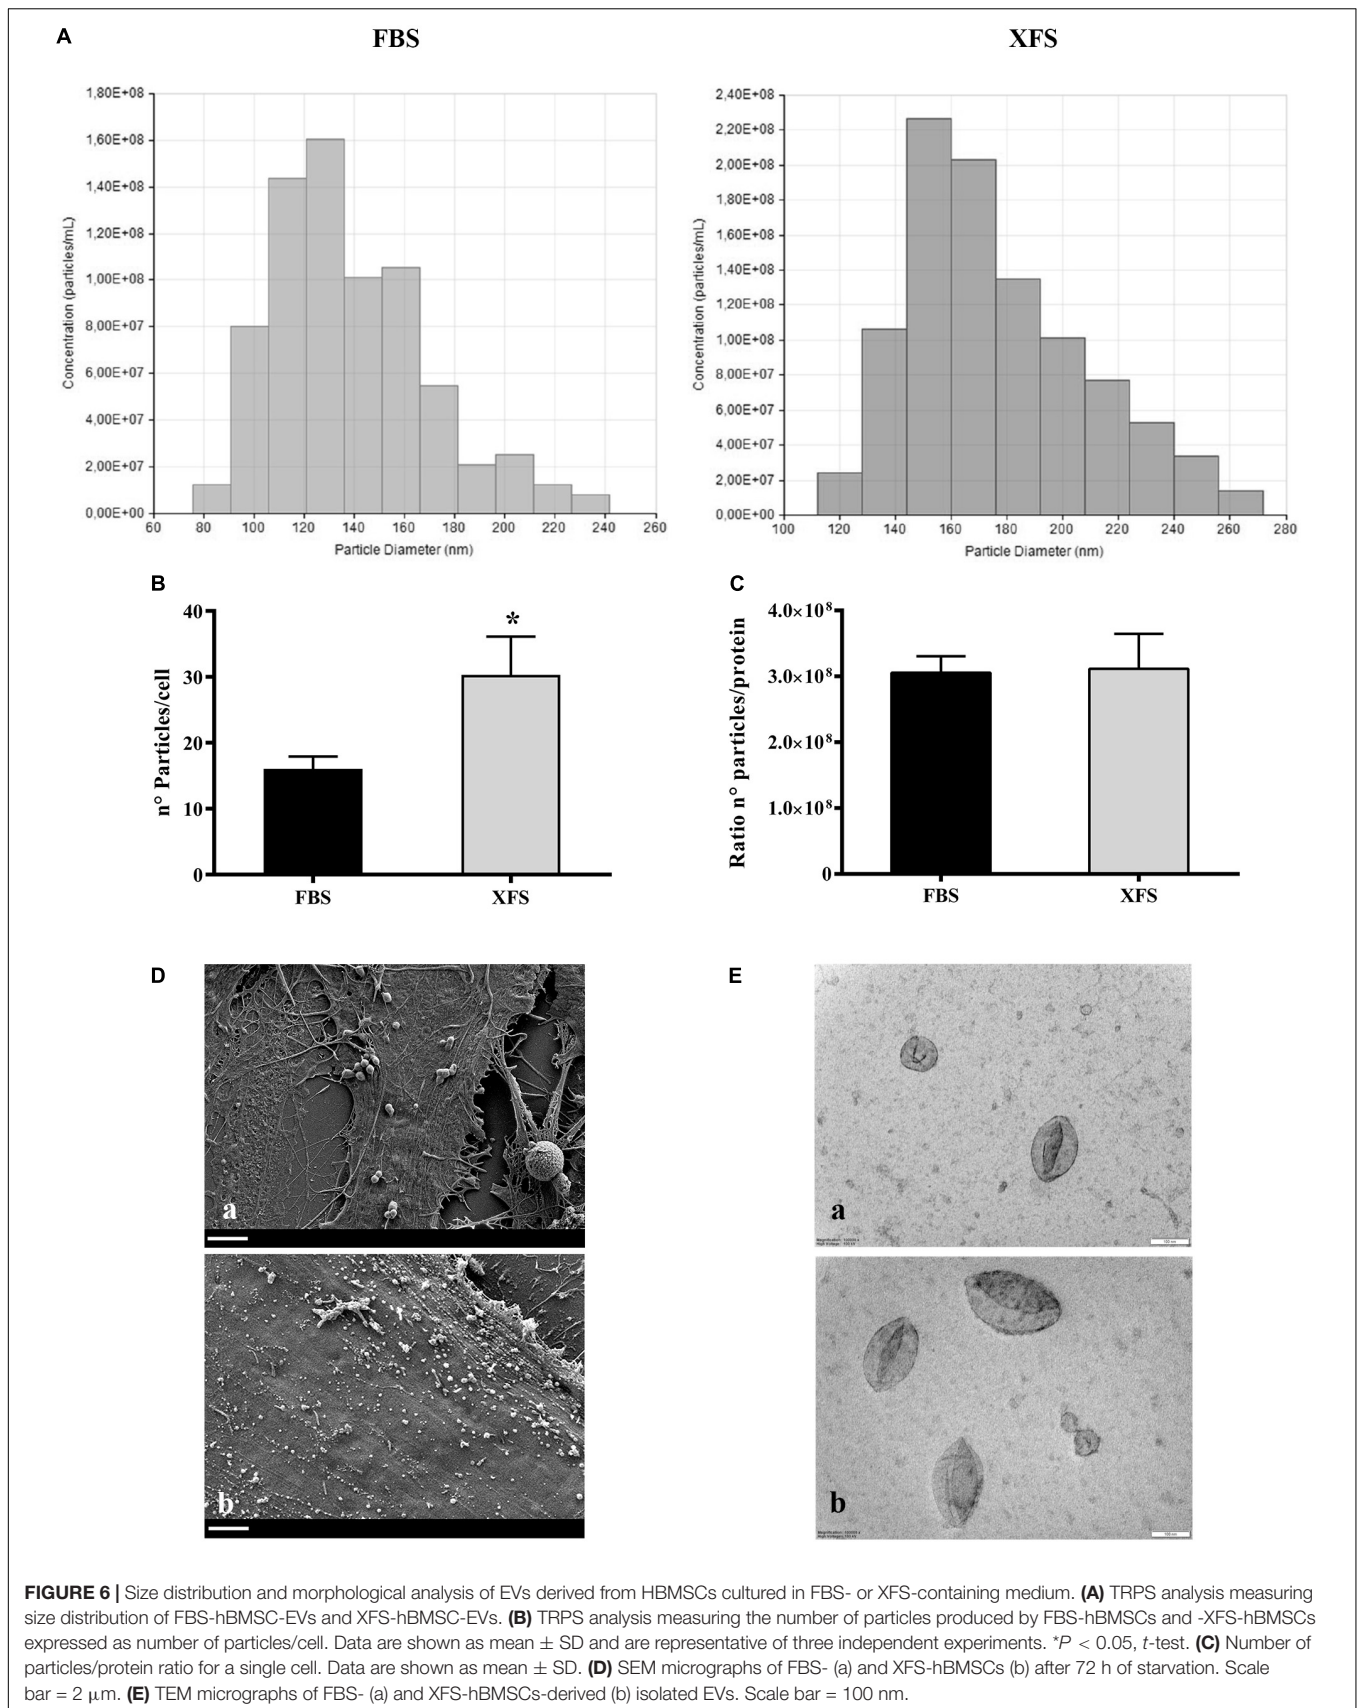 A
FBS
XFS
1,80E+08
1,60E+08
1,40E+08
1,20E+08
1,00E+08
8,00E+07
6,00E+07
4,00E+07
2,00E+07
0,00E+00
Concentration (particles/mL)
60 80 100 120 140 160 180 200 220 240 260
Particle Diameter (nm)
2,40E+08
2,20E+08
2,00E+08
1,80E+08
1,60E+08
1,40E+08
1,20E+08
1,00E+08
8,00E+07
6,00E+07
4,00E+07
2,00E+07
0,00E+00
Concentration (particles/mL)
100 120 140 160 180 200 220 240 260 280
Particle Diameter (nm)
B
40
30
20
10
0
n° Particles/cell
*
FBS XFS
C
4.0×10⁸
3.0×10⁸
2.0×10⁸
1.0×10⁸
0
Ratio n° particles/protein
FBS XFS
D
a
b
E
a
100 nm
b
100 nm
FIGURE 6 | Size distribution and morphological analysis of EVs derived from HBMSCs cultured in FBS- or XFS-containing medium. (A) TRPS analysis measuring
size distribution of FBS-hBMSC-EVs and XFS-hBMSC-EVs. (B) TRPS analysis measuring the number of particles produced by FBS-hBMSCs and -XFS-hBMSCs
expressed as number of particles/cell. Data are shown as mean ± SD and are representative of three independent experiments. *P < 0.05, t-test. (C) Number of
particles/protein ratio for a single cell. Data are shown as mean ± SD. (D) SEM micrographs of FBS- (a) and XFS-hBMSCs (b) after 72 h of starvation. Scale
bar = 2 μm. (E) TEM micrographs of FBS- (a) and XFS-hBMSCs-derived (b) isolated EVs. Scale bar = 100 nm.